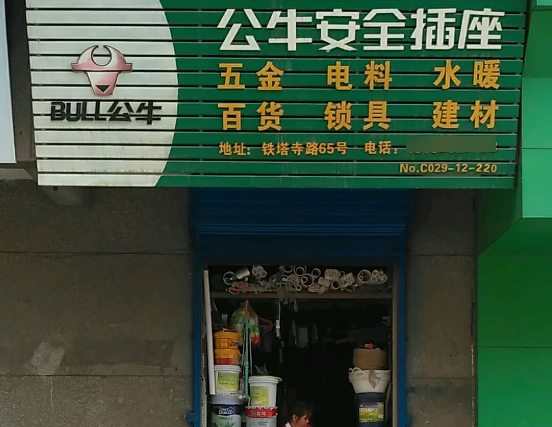 公牛安全插座
BULL公牛
五金 电料 水暖
百货 锁具 建材
地址：铁塔寺路65号 电话：
No.C029-12-220